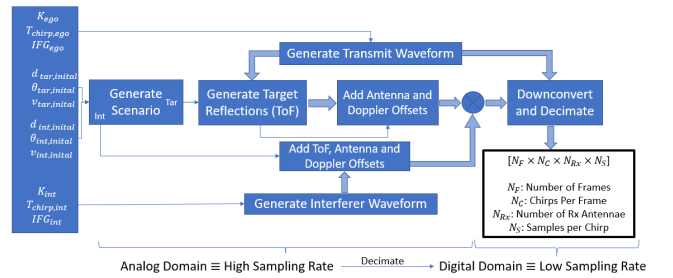 K_ego
T_chirp,ego
IFG_ego
d_tar,inital
θ_tar,inital
v_tar,inital
d_int,inital
θ_int,inital
v_int,inital
K_int
T_chirp,int
IFG_int
Generate Transmit Waveform
Generate
Scenario
Tar
Int
Generate Target
Reflections (ToF)
Add Antenna and
Doppler Offsets
Downconvert
and Decimate
Add ToF, Antenna and
Doppler Offsets
Generate Interferer Waveform
[N_F × N_C × N_Rx × N_S]
N_F: Number of Frames
N_C: Chirps Per Frame
N_Rx: Number of Rx Antennae
N_S: Samples per Chirp
Analog Domain ≡ High Sampling Rate
Decimate
Digital Domain ≡ Low Sampling Rate